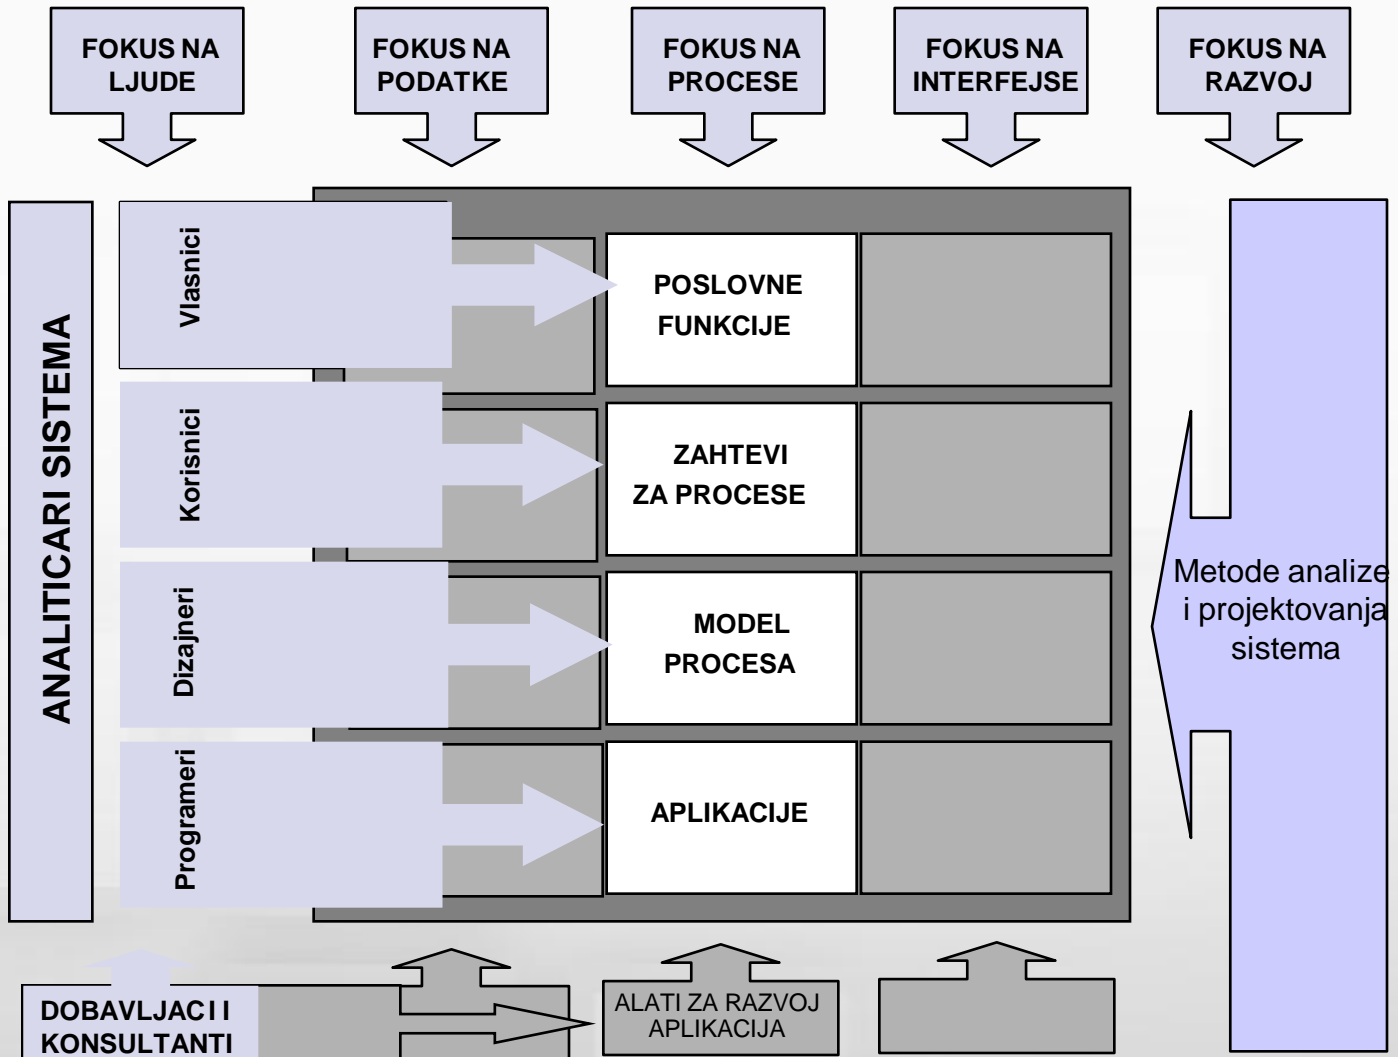 FOKUS NA
LJUDE
FOKUS NA
PODATKE
FOKUS NA
PROCESE
FOKUS NA
INTERFEJSE
FOKUS NA
RAZVOJ
ANALITICARI SISTEMA
Vlasnici
POSLOVNE
FUNKCIJE
Korisnici
ZAHTEVI
ZA PROCESE
Dizajneri
MODEL
PROCESA
Programeri
APLIKACIJE
Metode analize
i projektovanja
sistema
DOBAVLJACI I
KONSULTANTI
ALATI ZA RAZVOJ
APLIKACIJA